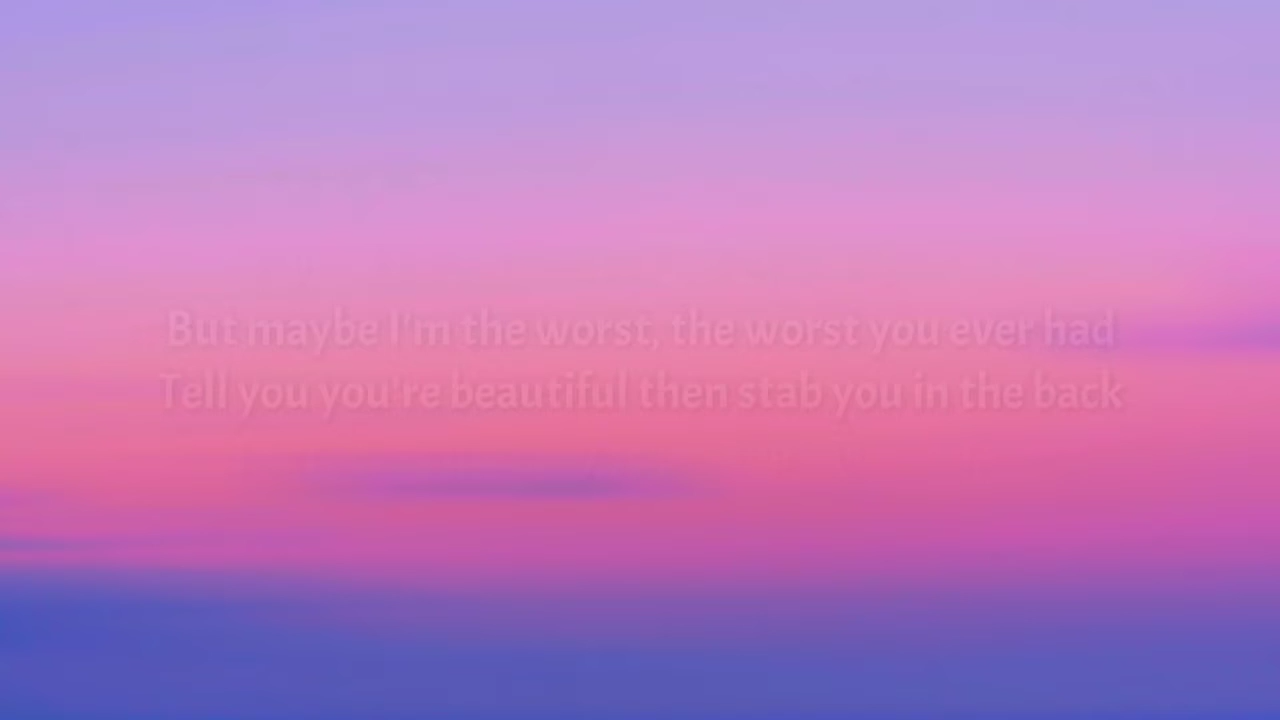 But maybe I'm the worst, the worst you ever had
Tell you you're beautiful then stab you in the back